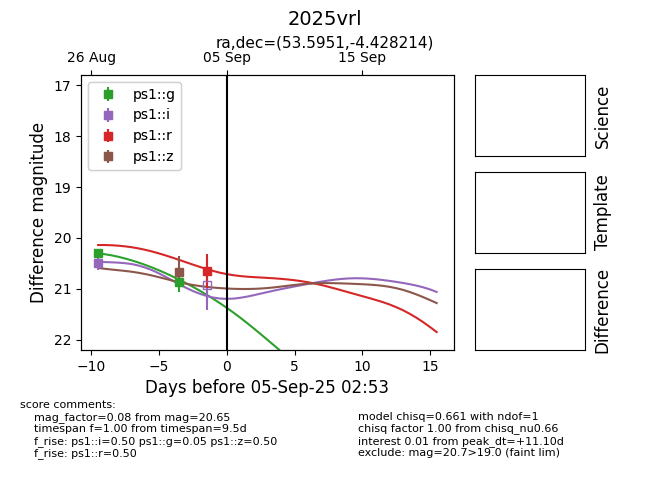 2025vrl
ra,dec=(53.5951,-4.428214)
26 Aug 05 Sep 15 Sep
17
18
19
20
21
22
Difference magnitude
ps1::g
ps1::i
ps1::r
ps1::z
−10 −5 0 5 10 15
Days before 05-Sep-25 02:53
Science
Template
Difference
score comments:
mag_factor=0.08 from mag=20.65
timespan f=1.00 from timespan=9.5d
f_rise: ps1::i=0.50 ps1::g=0.05 ps1::z=0.50
f_rise: ps1::r=0.50
model chisq=0.661 with ndof=1
chisq factor 1.00 from chisq_nu0.66
interest 0.01 from peak_dt=+11.10d
exclude: mag=20.7>19.0 (faint lim)